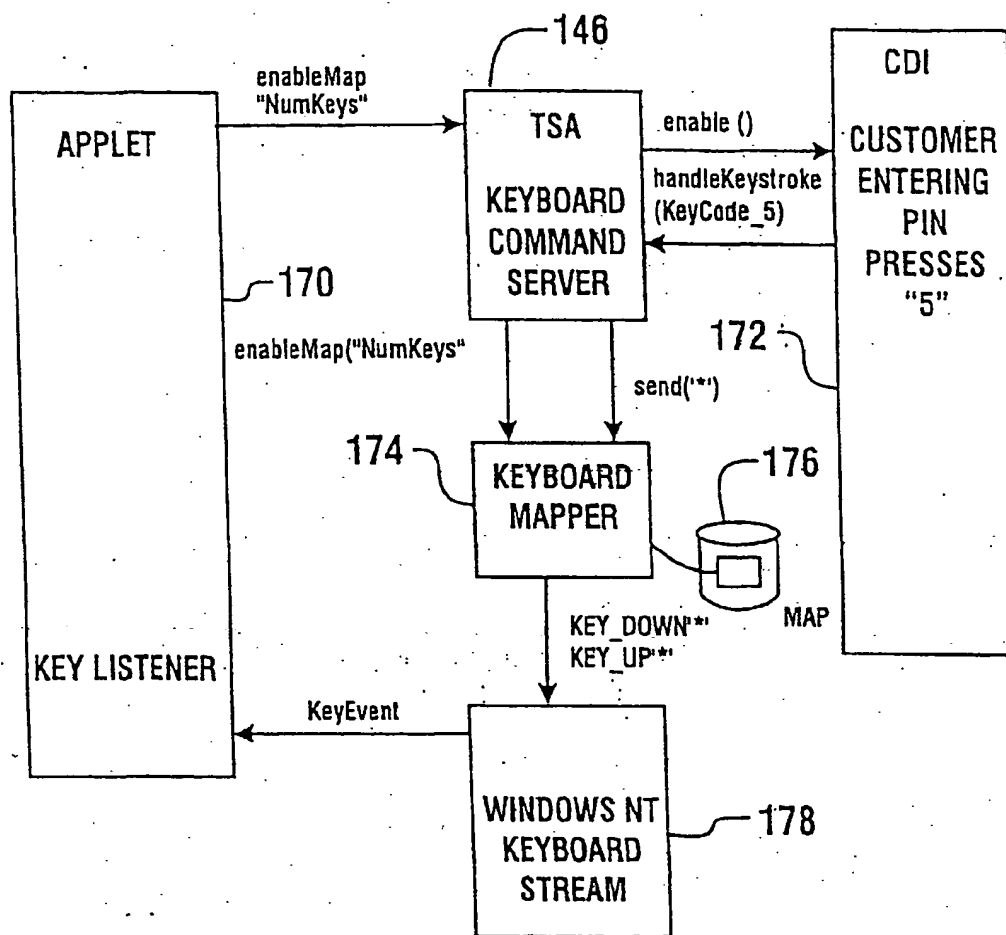 146
enableMap
"NumKeys"
APPLET
TSA
KEYBOARD
COMMAND
SERVER
enable ()
handleKeystroke
(KeyCode_5)
CDI
CUSTOMER
ENTERING
PIN
PRESSES
"5"
170
172
enableMap("NumKeys"
send('*')
174
KEYBOARD
MAPPER
176
MAP
KEY_DOWN'*'
KEY_UP'*'
KEY LISTENER
KeyEvent
WINDOWS NT
KEYBOARD
STREAM
178